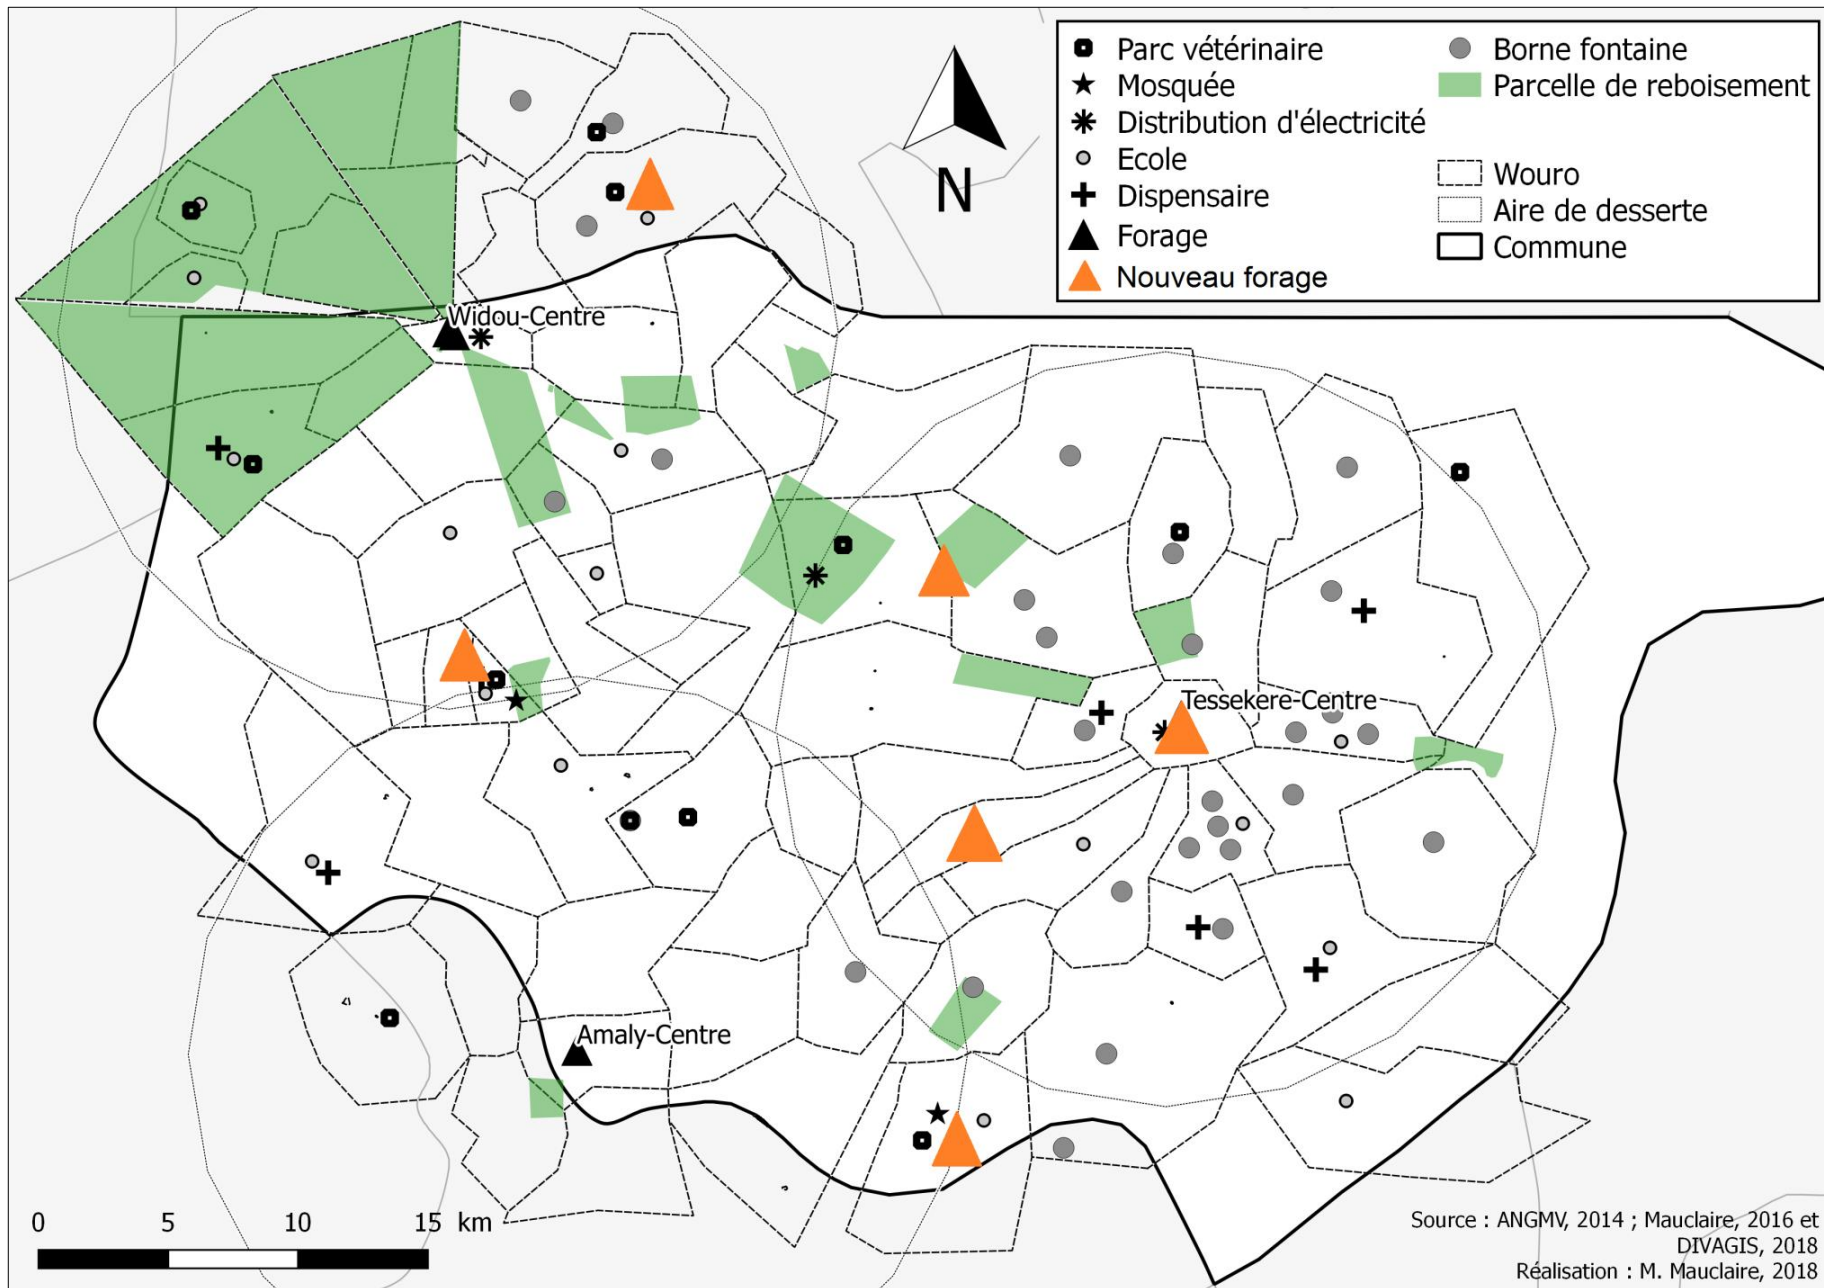 Parc vétérinaire
Mosquée
Distribution d'électricité
Ecole
Dispensaire
Forage
Nouveau forage
Borne fontaine
Parcelle de reboisement
Wouro
Aire de desserte
Commune
N
Widou-Centre
Tessekere-Centre
Amaly-Centre
0 5 10 15 km
Source : ANGMV, 2014 ; Mauclaire, 2016 et
DIVAGIS, 2018
Réalisation : M. Mauclaire, 2018